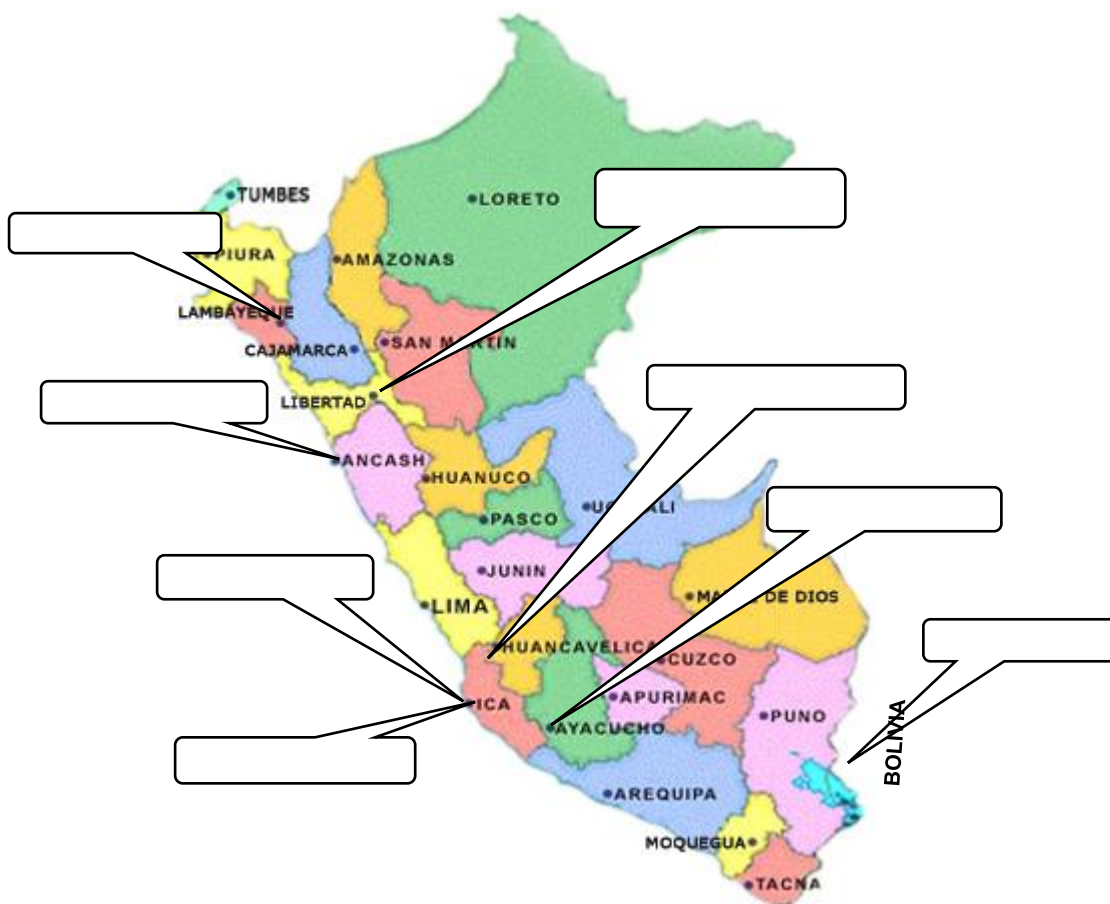 TUMBES
LORETO
PIURA
AMAZONAS
LAMBAYEQUE
SAN MARTIN
CAJAMARCA
LIBERTAD
ANCASH
HUANUCO
PASCO
JUNIN
DE DIOS
LIMA
HUANCAVELICA
CUZCO
APURIMAC
ICA
PUNO
AYACUCHO
BOLIVIA
AREQUIPA
MOQUEGUA
TACNA